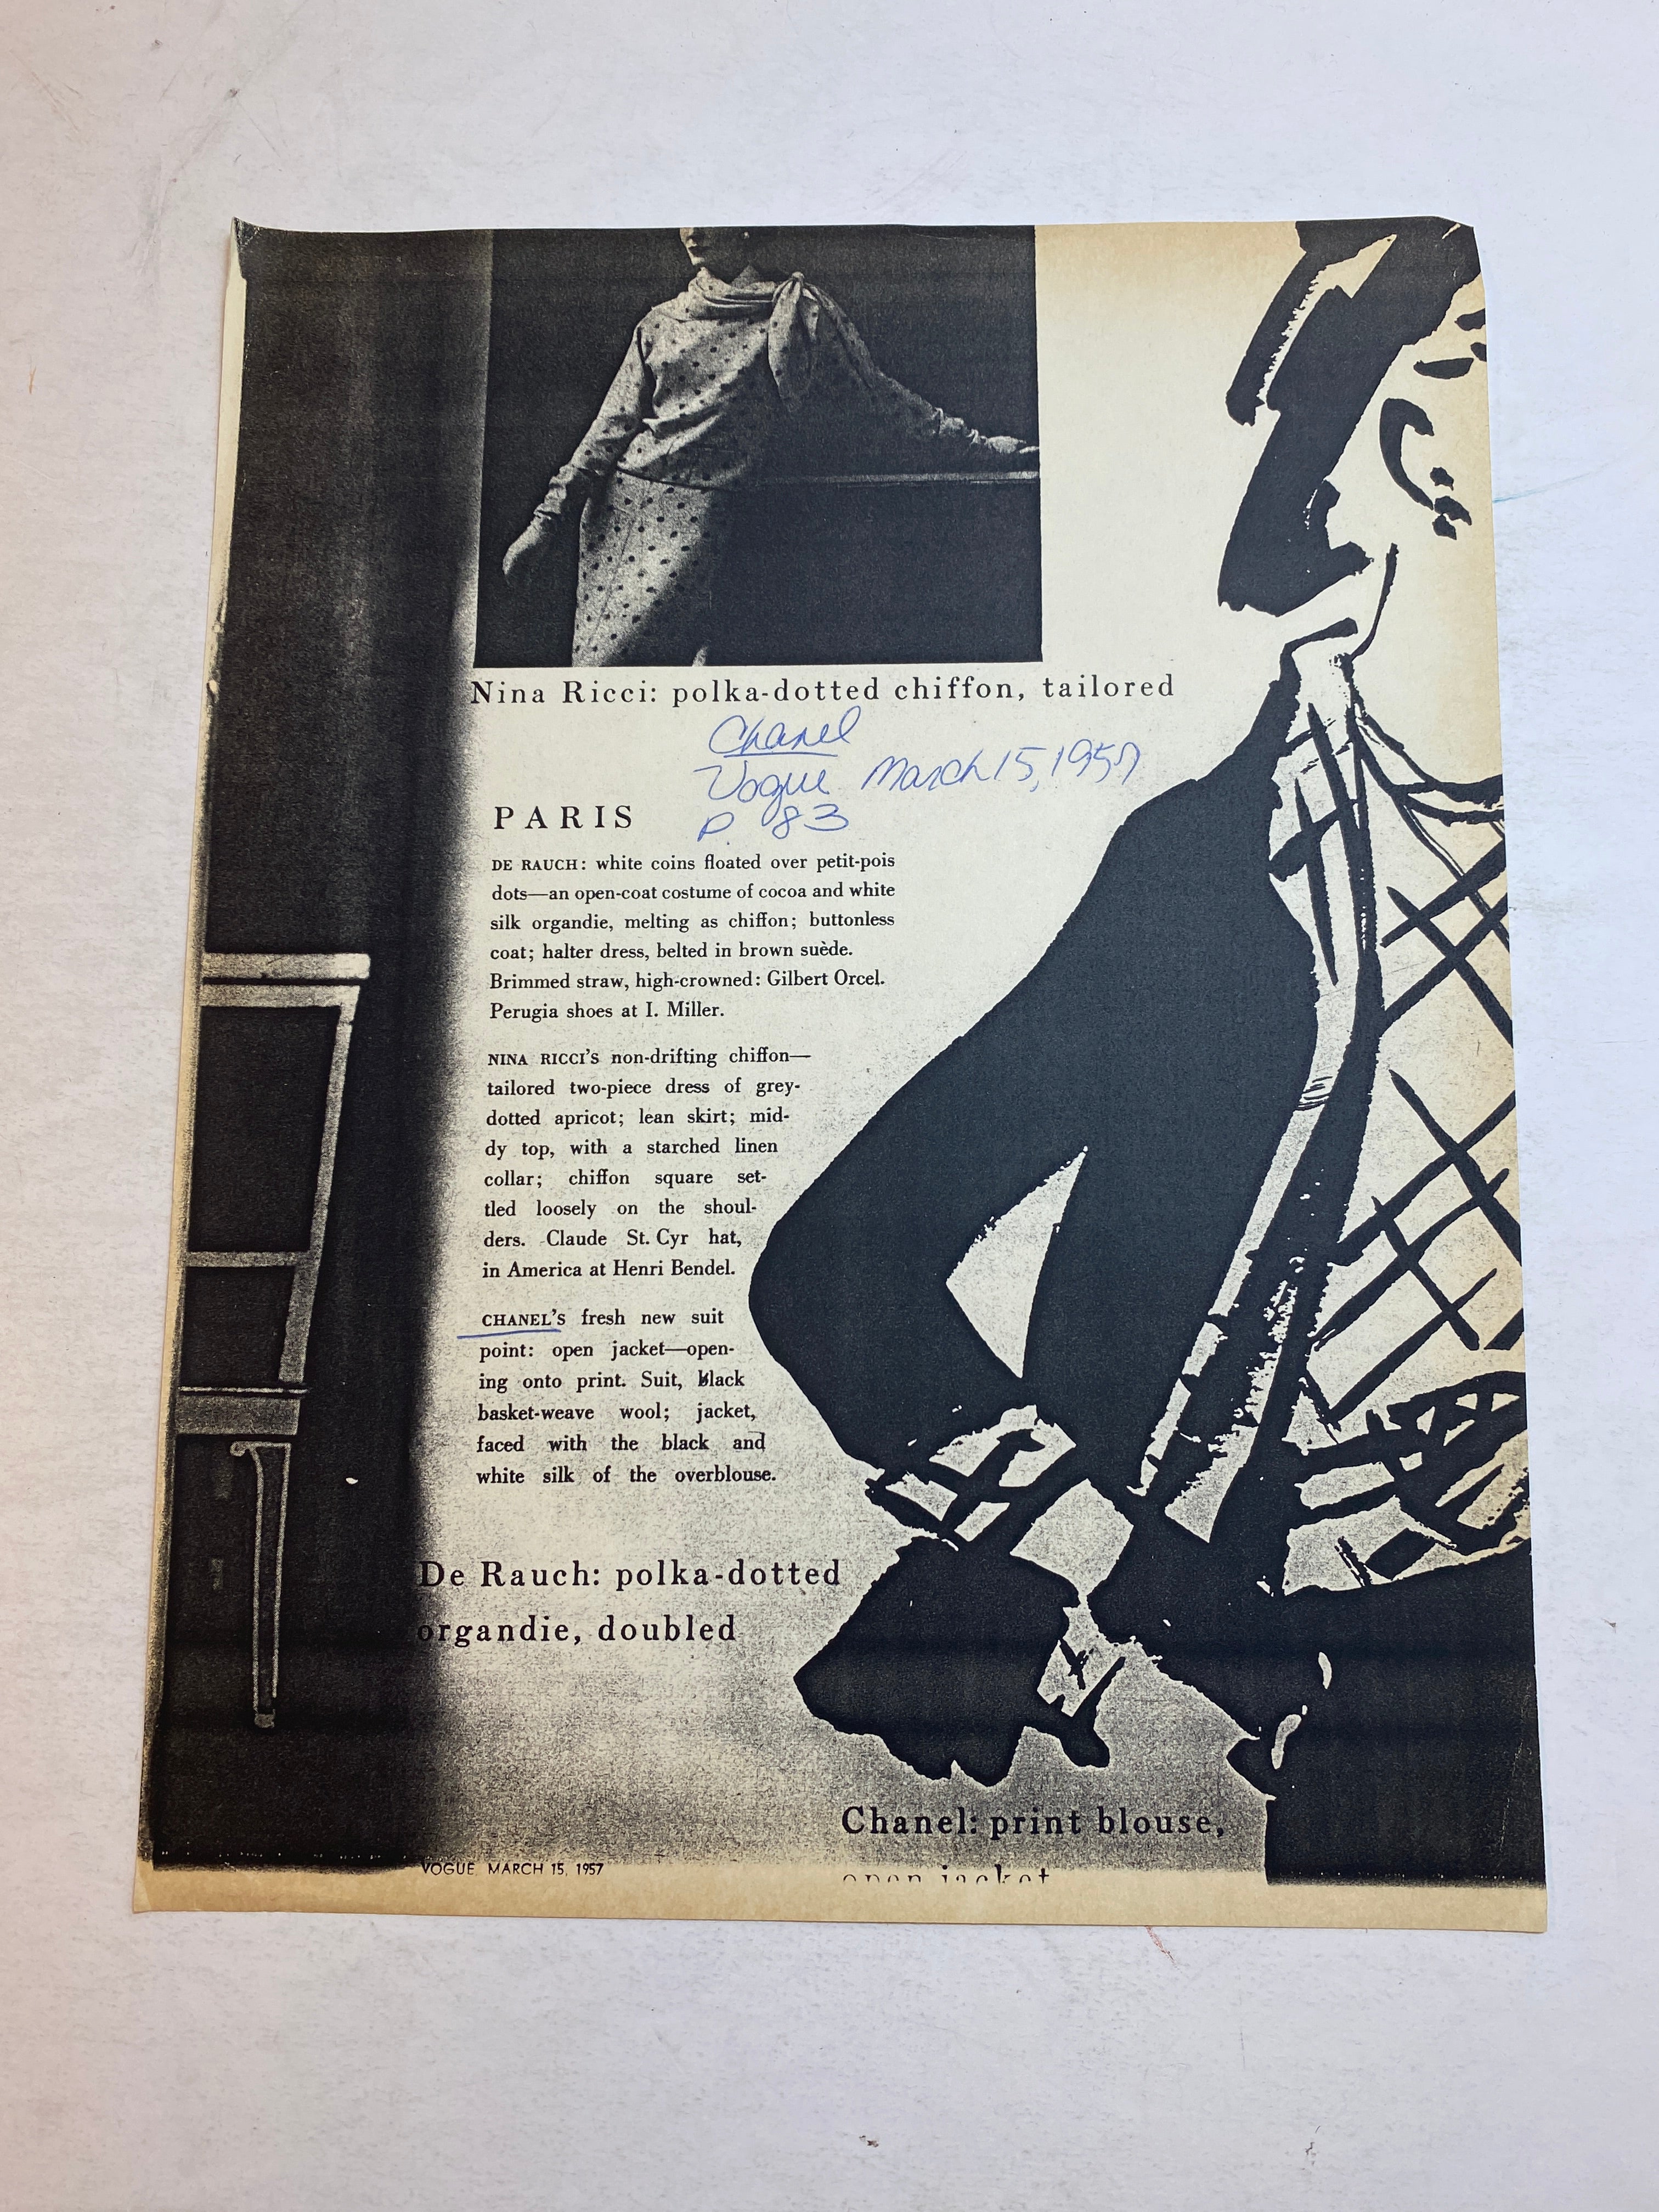 Nina Ricci: polka-dotted chiffon, tailored
Chanel
Vogue March 15, 1957
p 83
PARIS
DE RAUCH: white coins floated over petit-pois
dots—an open-coat costume of cocoa and white
silk organdie, melting as chiffon; buttonless
coat; halter dress, belted in brown suède.
Brimmed straw, high-crowned: Gilbert Orcel.
Perugia shoes at I. Miller.
NINA RICCI'S non-drifting chiffon—
tailored two-piece dress of grey-
dotted apricot; lean skirt; mid-
dy top, with a starched linen
collar; chiffon square set-
tled loosely on the shoul-
ders. Claude St. Cyr hat,
in America at Henri Bendel.
CHANEL'S fresh new suit
point: open jacket—open-
ing onto print. Suit, black
basket-weave wool; jacket,
faced with the black and
white silk of the overblouse.
De Rauch: polka-dotted
organdie, doubled
Chanel: print blouse,
open jacket
VOGUE, MARCH 15, 1957